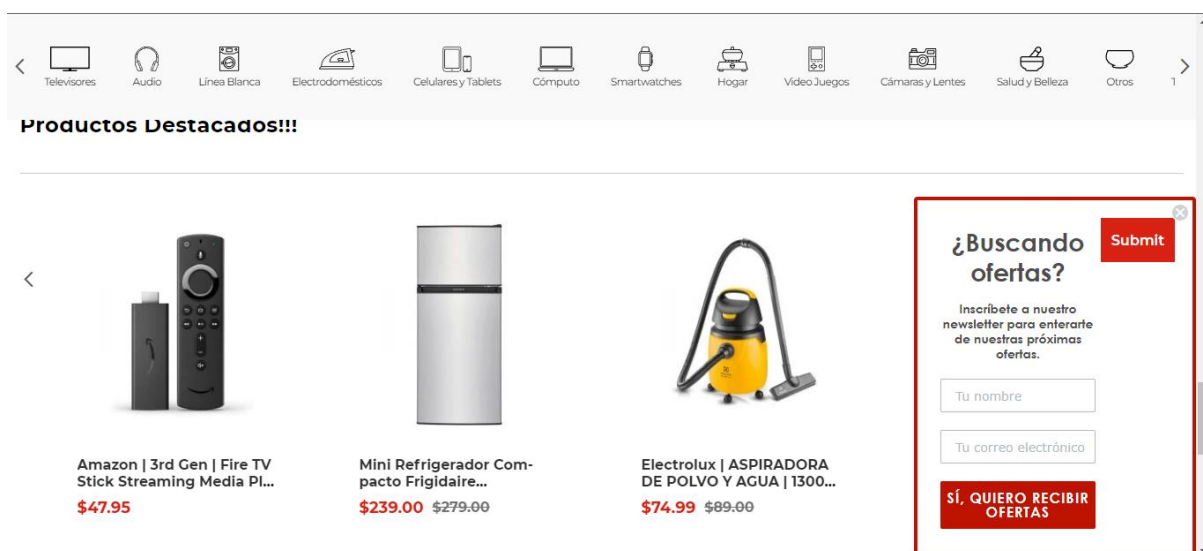 Televisores
Audio
Línea Blanca
Electrodomésticos
Celulares y Tablets
Cómputo
Smartwatches
Hogar
Video Juegos
Cámaras y Lentes
Salud y Belleza
Otros
Productos Destacados!!!
¿Buscando
ofertas?
Submit
Inscríbete a nuestro
newsletter para enterarte
de nuestras próximas
ofertas.
Tu nombre
Tu correo electrónico
SÍ, QUIERO RECIBIR
OFERTAS
Amazon | 3rd Gen | Fire TV
Stick Streaming Media Pl...
$47.95
Mini Refrigerador Com-
pacto Frigidaire...
$239.00 $279.00
Electrolux | ASPIRADORA
DE POLVO Y AGUA | 1300...
$74.99 $89.00